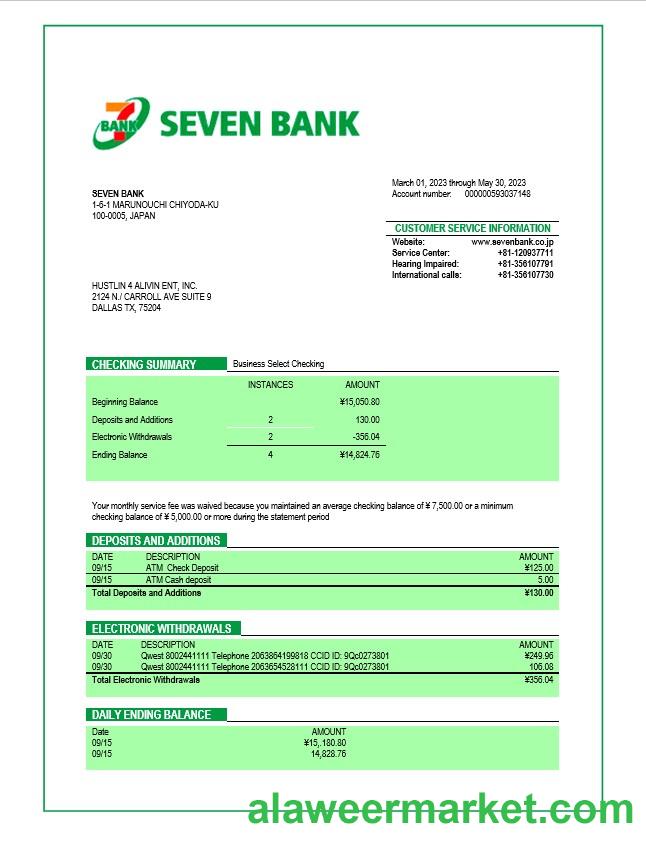 7
BANK
SEVEN BANK
March 01, 2023 through May 30, 2023
Account number: 000000593037148
SEVEN BANK
1-6-1 MARUNOUCHI CHIYODA-KU
100-0005, JAPAN
CUSTOMER SERVICE INFORMATION
Website: www.sevenbank.co.jp
Service Center: +81-120937711
Hearing Impaired: +81-356107791
International calls: +81-356107730
HUSTLIN 4 ALIVIN ENT, INC.
2124 N./ CARROLL AVE SUITE 9
DALLAS TX, 75204
CHECKING SUMMARY Business Select Checking
INSTANCES AMOUNT
Beginning Balance ¥15,050.80
Deposits and Additions 2 130.00
Electronic Withdrawals 2 -356.04
Ending Balance 4 ¥14,824.76
Your monthly service fee was waived because you maintained an average checking balance of ¥ 7,500.00 or a minimum
checking balance of ¥ 5,000.00 or more during the statement period
DEPOSITS AND ADDITIONS
DATE DESCRIPTION AMOUNT
09/15 ATM Check Deposit ¥125.00
09/15 ATM Cash deposit 5.00
Total Deposits and Additions ¥130.00
ELECTRONIC WITHDRAWALS
DATE DESCRIPTION AMOUNT
09/30 Qwest 8002441111 Telephone 2063864199818 CCID ID: 9Qc0273801 ¥249.96
09/30 Qwest 8002441111 Telephone 2063654528111 CCID ID: 9Qc0273801 106.08
Total Electronic Withdrawals ¥356.04
DAILY ENDING BALANCE
Date AMOUNT
09/15 ¥15,.180.80
09/15 14,828.76
alaweermarket.com